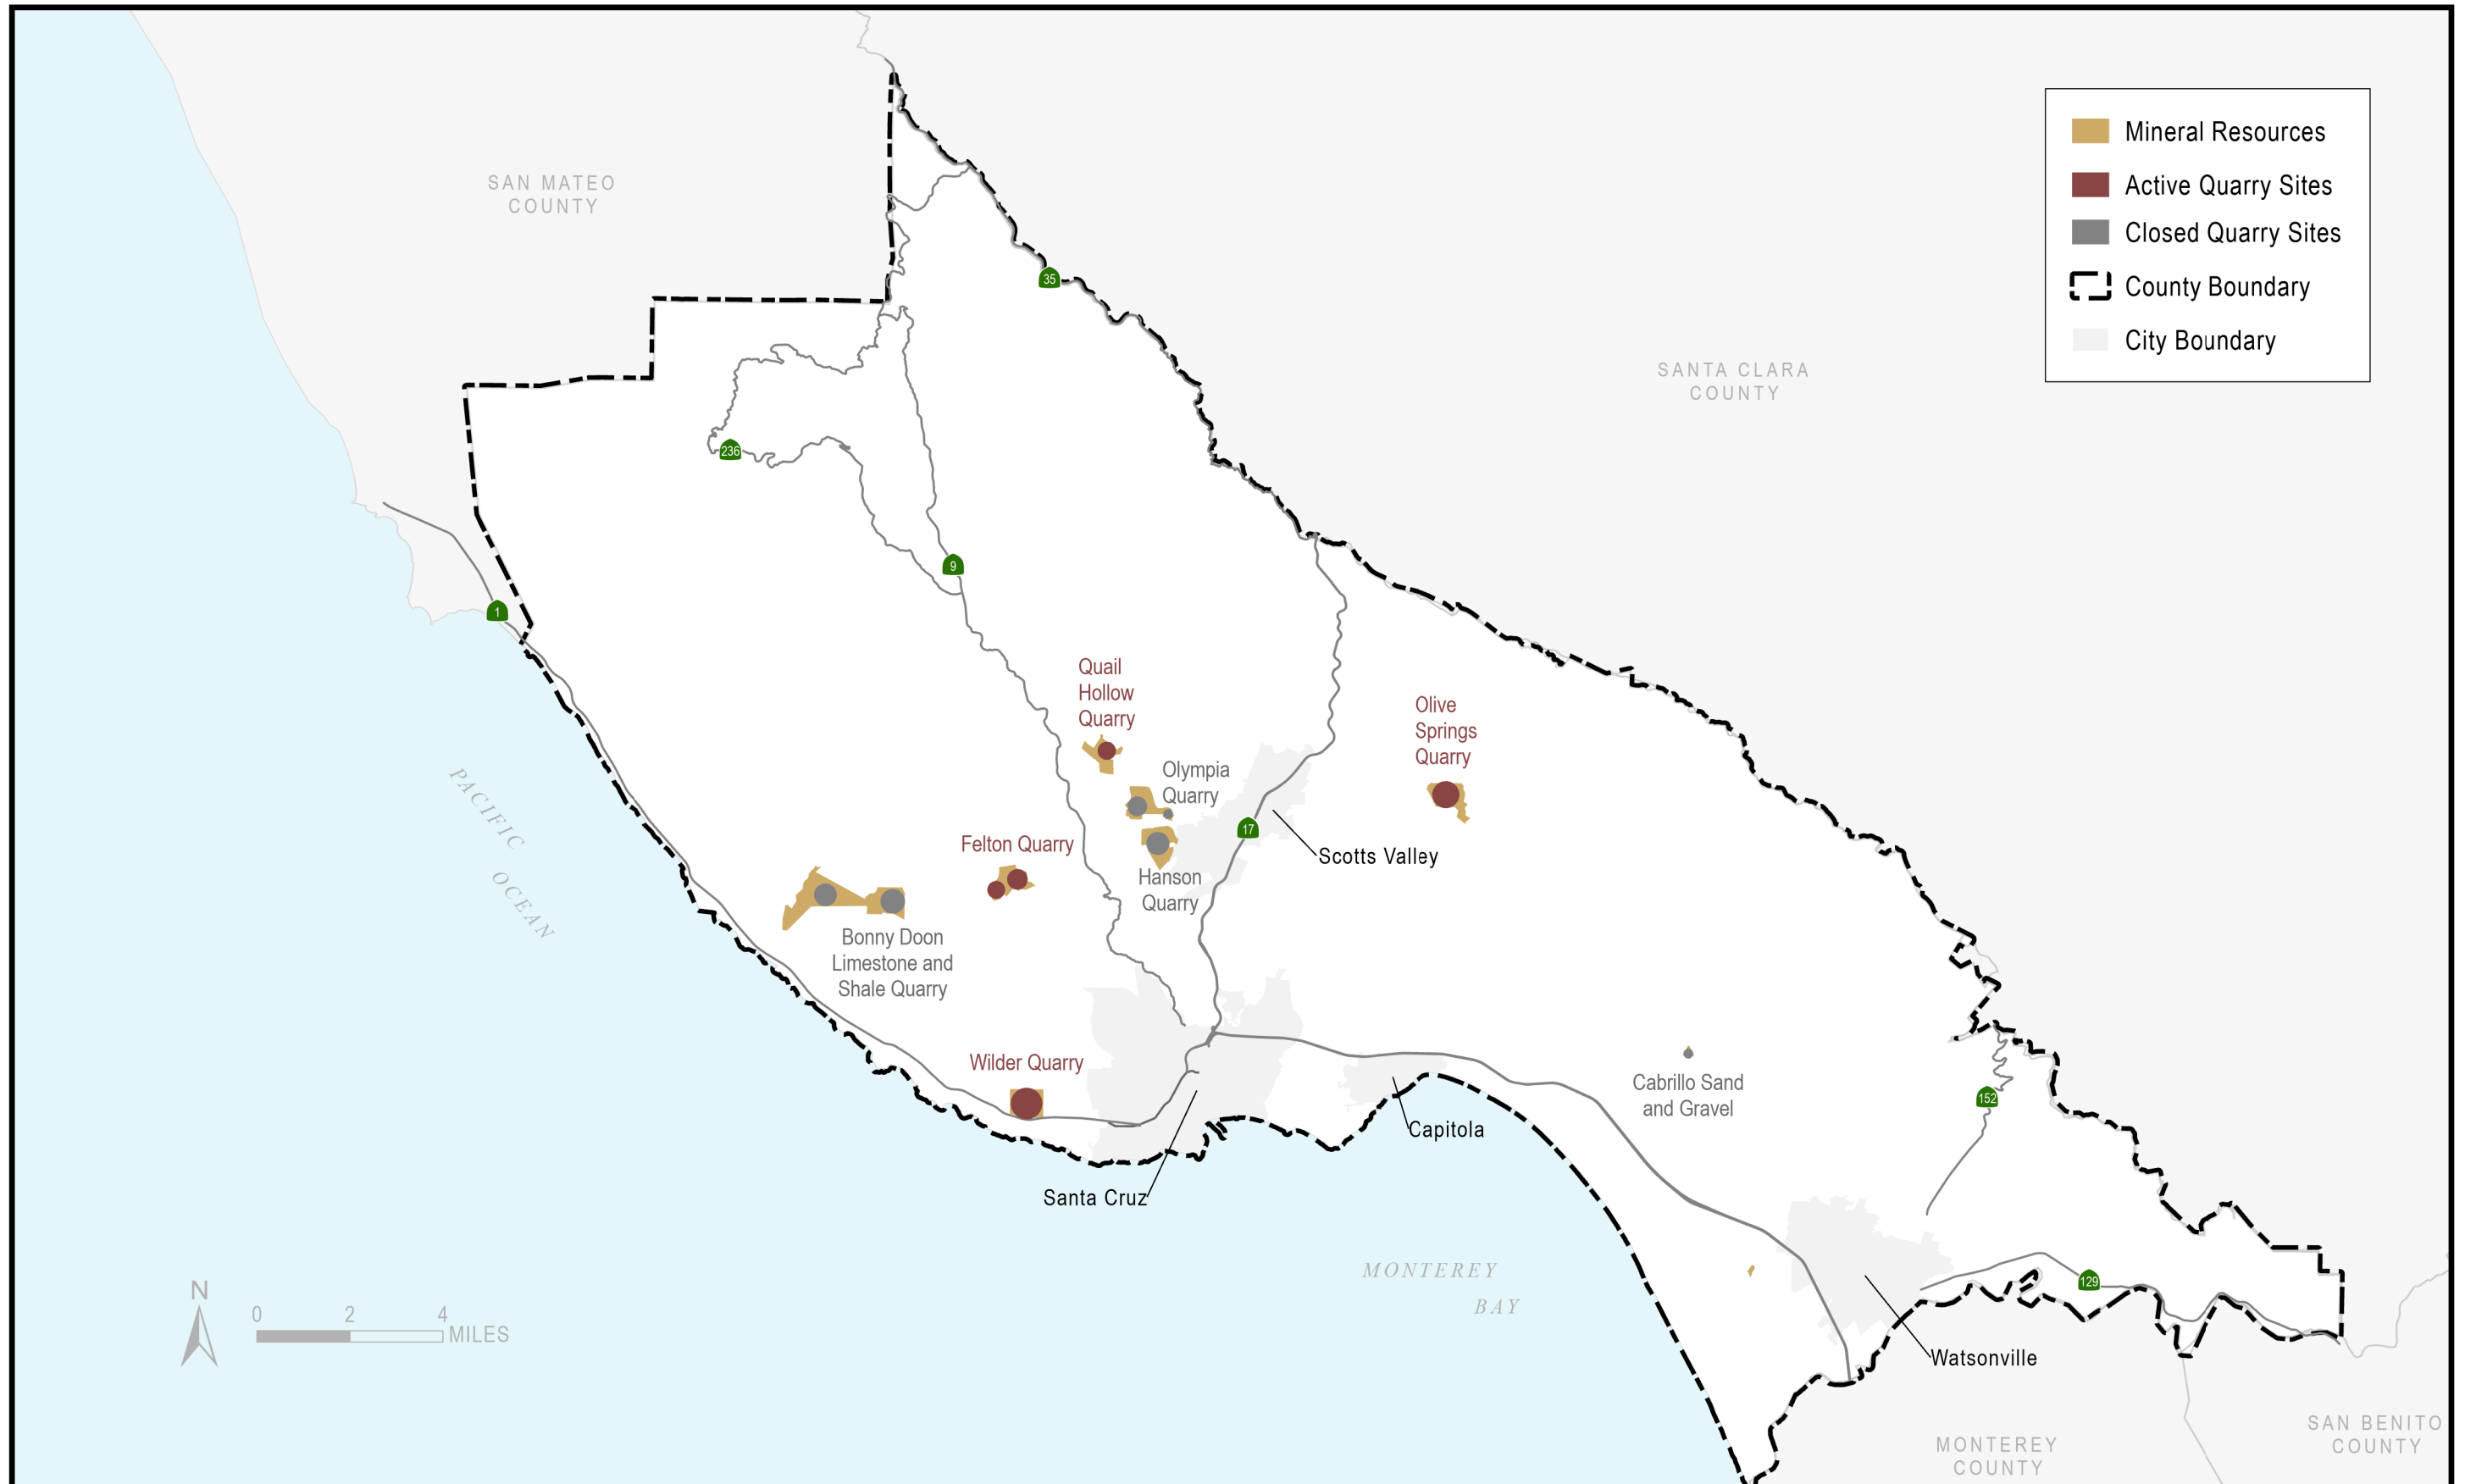 Mineral Resources
Active Quarry Sites
Closed Quarry Sites
County Boundary
City Boundary
SAN MATEO
COUNTY
35
SANTA CLARA
COUNTY
236
9
1
Quail
Hollow
Quarry
Olive
Springs
Quarry
Olympia
Quarry
17
Scotts Valley
Felton Quarry
Hanson
Quarry
PACIFIC
OCEAN
Bonny Doon
Limestone and
Shale Quarry
Wilder Quarry
Cabrillo Sand
and Gravel
152
Capitola
Santa Cruz
MONTEREY
BAY
129
N
0 2 4
MILES
Watsonville
MONTEREY
COUNTY
SAN BENITO
COUNTY